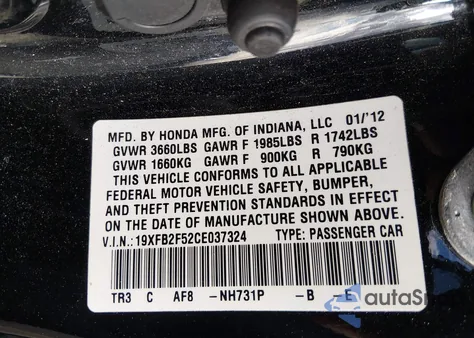 MFD. BY HONDA MFG. OF INDIANA, LLC 01/'12
GVWR 3660LBS GAWR F 1985LBS R 1742LBS
GVWR 1660KG GAWR F 900KG R 790KG
THIS VEHICLE CONFORMS TO ALL APPLICABLE
FEDERAL MOTOR VEHICLE SAFETY, BUMPER,
AND THEFT PREVENTION STANDARDS IN EFFECT
ON THE DATE OF MANUFACTURE SHOWN ABOVE.
V.I.N.: 19XFB2F52CE037324 TYPE: PASSENGER CAR
TR3 C AF8 -NH731P -B E